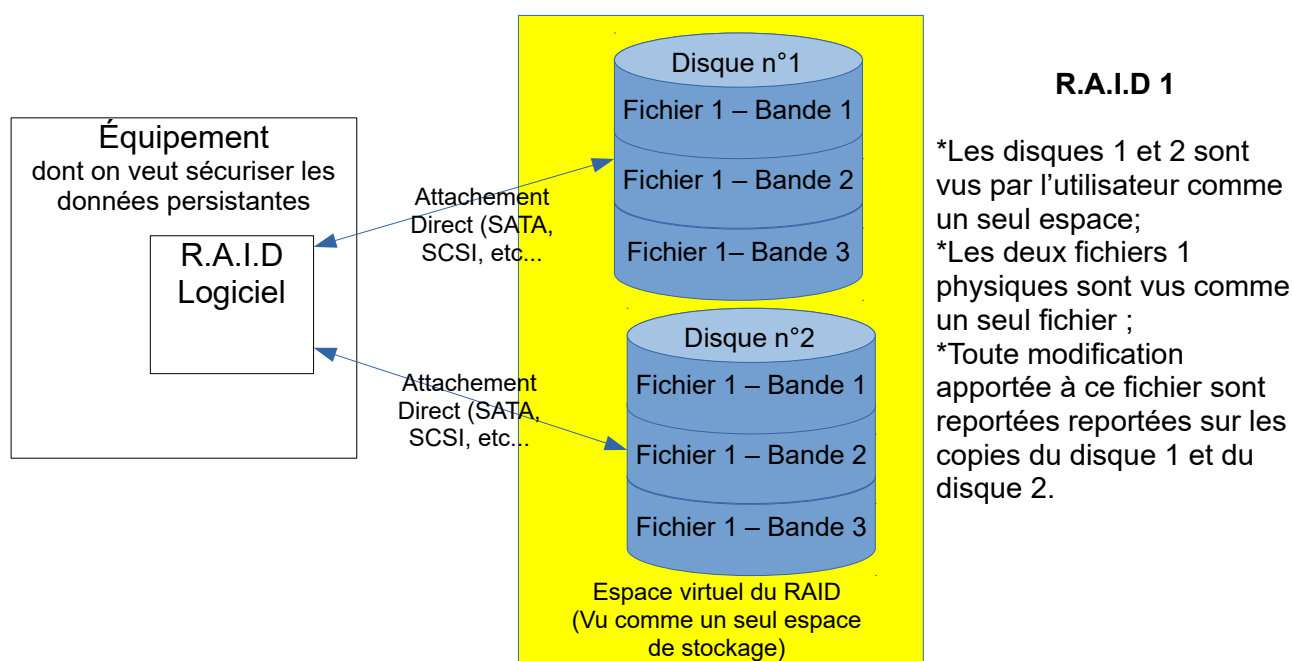 Équipement
dont on veut sécuriser les
données persistantes
R.A.I.D
Logiciel
Attachement
Direct (SATA,
SCSI, etc...
Attachement
Direct (SATA,
SCSI, etc...
Disque n°1
Fichier 1 – Bande 1
Fichier 1 – Bande 2
Fichier 1– Bande 3
Disque n°2
Fichier 1 – Bande 1
Fichier 1 – Bande 2
Fichier 1 – Bande 3
Espace virtuel du RAID
(Vu comme un seul espace
de stockage)
R.A.I.D 1
*Les disques 1 et 2 sont
vus par l’utilisateur comme
un seul espace;
*Les deux fichiers 1
physiques sont vus comme
un seul fichier ;
*Toute modification
apportée à ce fichier sont
reportées reportées sur les
copies du disque 1 et du
disque 2.